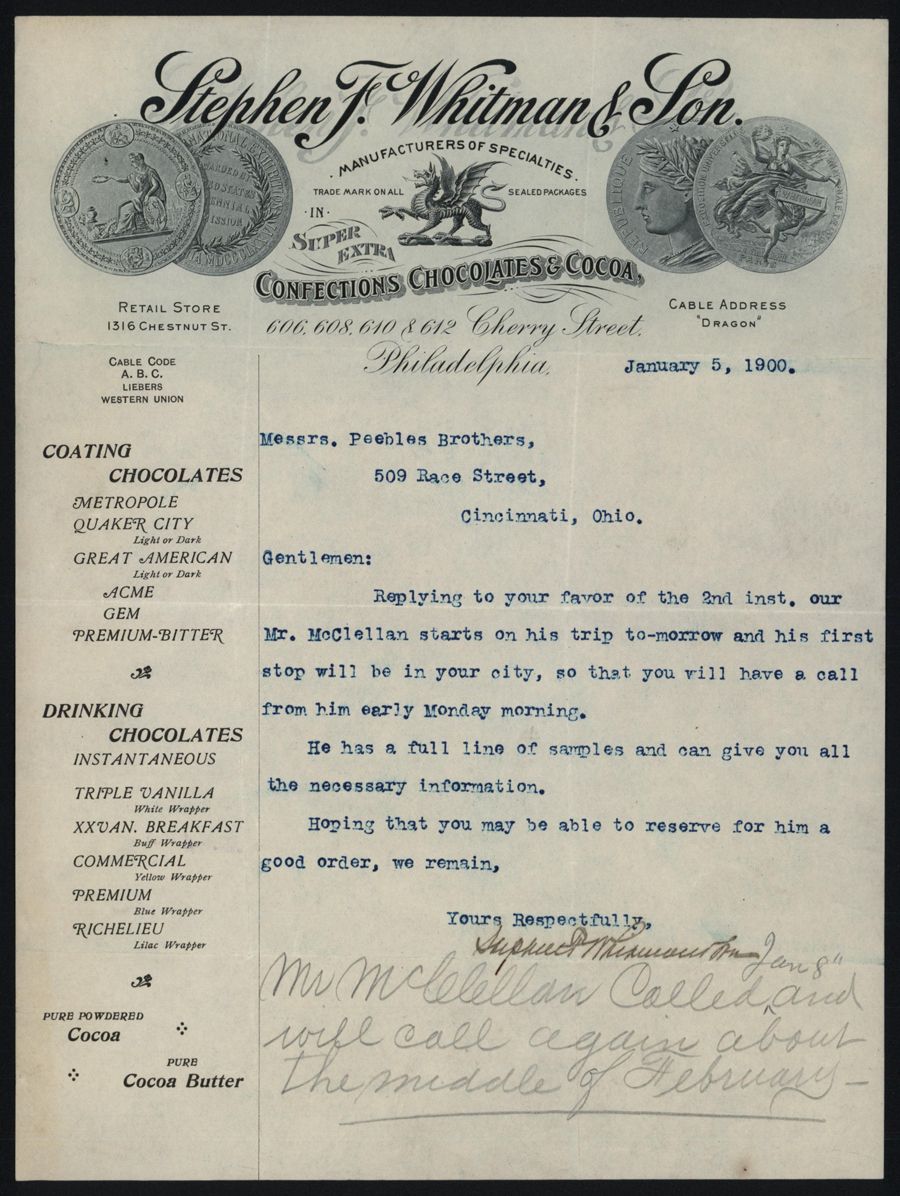 Stephen F. Whitman & Son.
MANUFACTURERS OF SPECIALTIES.
TRADE MARK ON ALL SEALED PACKAGES
·IN·
SUPER
EXTRA
CONFECTIONS CHOCOLATES & COCOA,
RETAIL STORE
1316 CHESTNUT ST.
606, 608, 610 & 612 Cherry Street,
Philadelphia,
CABLE ADDRESS
"DRAGON"
REPUBLIQUE
January 5, 1900.
CABLE CODE
A. B. C.
LIEBERS
WESTERN UNION
COATING
CHOCOLATES
METROPOLE
QUAKER CITY
Light or Dark
GREAT AMERICAN
Light or Dark
ACME
GEM
PREMIUM-BITTER
DRINKING
CHOCOLATES
INSTANTANEOUS
TRIPLE VANILLA
White Wrapper
XXVAN. BREAKFAST
Buff Wrapper
COMMERCIAL
Yellow Wrapper
PREMIUM
Blue Wrapper
RICHELIEU
Lilac Wrapper
PURE POWDERED
Cocoa
PURE
Cocoa Butter
Messrs. Peebles Brothers,
509 Race Street,
Cincinnati, Ohio.
Gentlemen:
Replying to your favor of the 2nd inst. our
Mr. McClellan starts on his trip to-morrow and his first
stop will be in your city, so that you will have a call
from him early Monday morning.
He has a full line of samples and can give you all
the necessary information.
Hoping that you may be able to reserve for him a
good order, we remain,
Yours Respectfully,
Stephen F Whitman & Son
Jan 8"
Mr McClellan Called, and
will call again about
the middle of February—